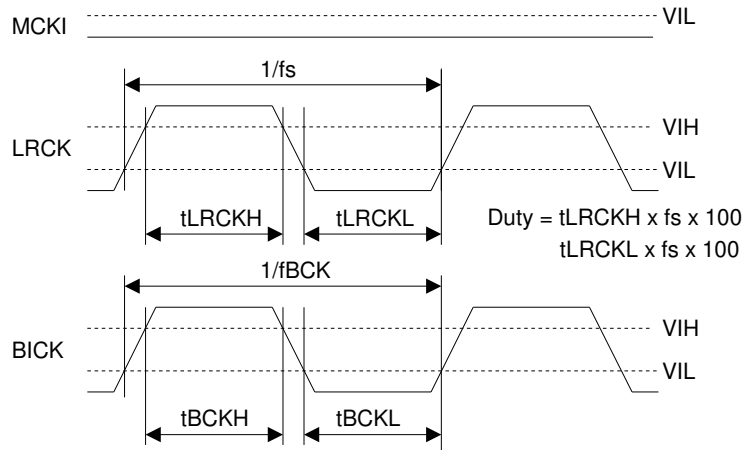 MCKI
VIL
1/fs
LRCK
VIH
VIL
tLRCKH
tLRCKL
Duty = tLRCKH x fs x 100
tLRCKL x fs x 100
1/fBCK
BICK
VIH
VIL
tBCKH
tBCKL